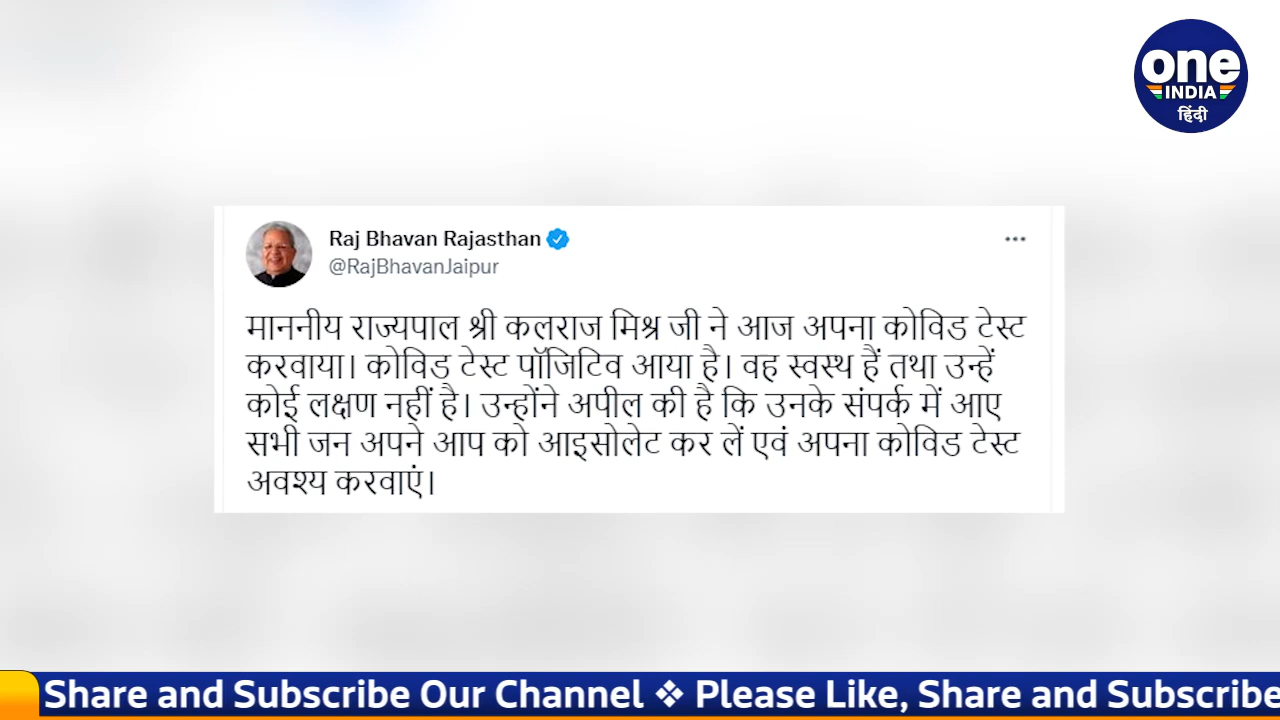 one
INDIA
हिंदी
Raj Bhavan Rajasthan
@RajBhavanJaipur
माननीय राज्यपाल श्री कलराज मिश्र जी ने आज अपना कोविड टेस्ट
करवाया। कोविड टेस्ट पॉजिटिव आया है। वह स्वस्थ हैं तथा उन्हें
कोई लक्षण नहीं है। उन्होंने अपील की है कि उनके संपर्क में आए
सभी जन अपने आप को आइसोलेट कर लें एवं अपना कोविड टेस्ट
अवश्य करवाएं।
Share and Subscribe Our Channel ❖ Please Like, Share and Subscribe